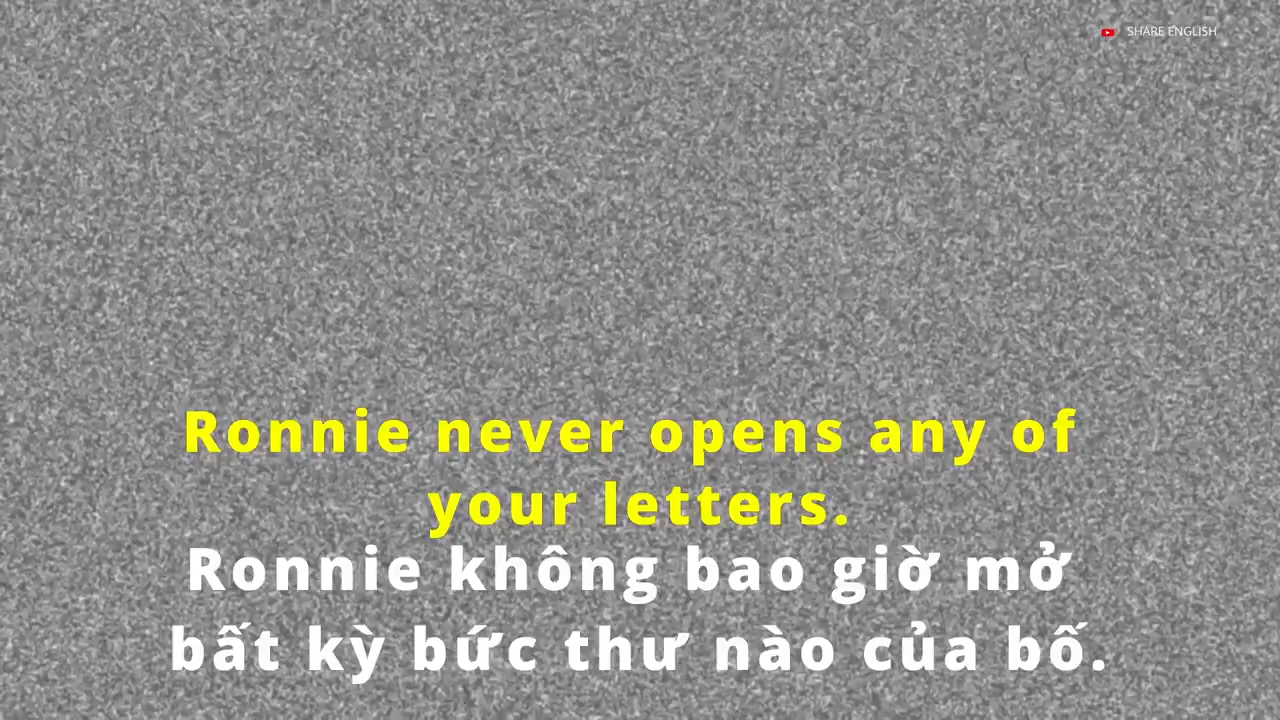 SHARE ENGLISH
Ronnie never opens any of
your letters.
Ronnie không bao giờ mở
bất kỳ bức thư nào của bố.